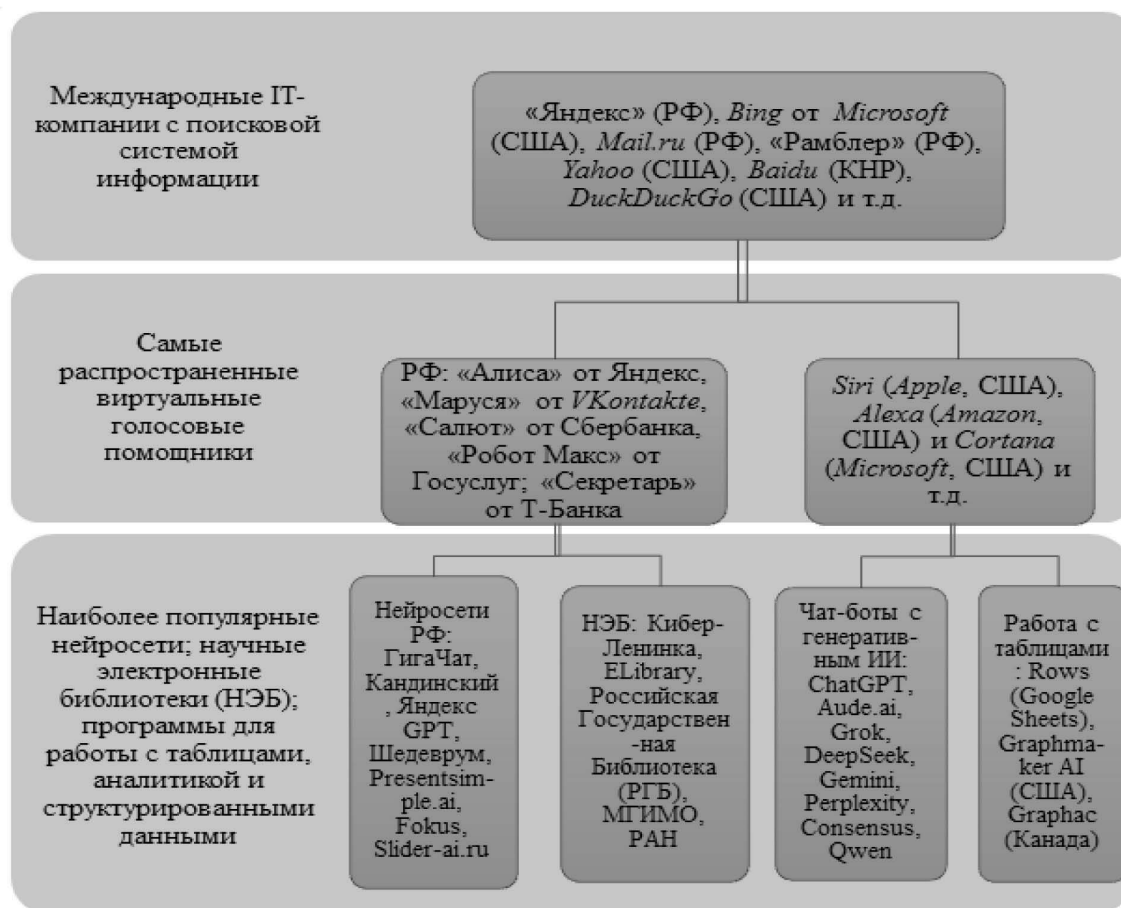 Международные IT-
компании с поисковой
системой
информации
«Яндекс» (РФ), Bing от Microsoft
(США), Mail.ru (РФ), «Рамблер» (РФ),
Yahoo (США), Baidu (КНР),
DuckDuckGo (США) и т.д.
Самые
распространенные
виртуальные
голосовые
помощники
РФ: «Алиса» от Яндекс,
«Маруся» от VKontakte,
«Салют» от Сбербанка,
«Робот Макс» от
Госуслуг; «Секретарь»
от Т-Банка
Siri (Apple, США),
Alexa (Amazon,
США) и Cortana
(Microsoft, США) и
т.д.
Наиболее популярные
нейросети; научные
электронные
библиотеки (НЭБ);
программы для
работы с таблицами,
аналитикой и
структурированными
данными
Нейросети
РФ:
ГигаЧат,
Кандинский
, Яндекс
GPT,
Шедеврум,
Presentsim-
ple.ai,
Fokus,
Slider-ai.ru
НЭБ: Кибер-
Ленинка,
ELibrary,
Российская
Государствен-
-ная
Библиотека
(РГБ),
МГИМО,
РАН
Чат-боты с
генератив-
ным ИИ:
ChatGPT,
Aude.ai,
Grok,
DeepSeek,
Gemini,
Perplexity,
Consensus,
Qwen
Работа с
таблицами
: Rows
(Google
Sheets),
Graphma-
ker AI
(США),
Graphac
(Канада)